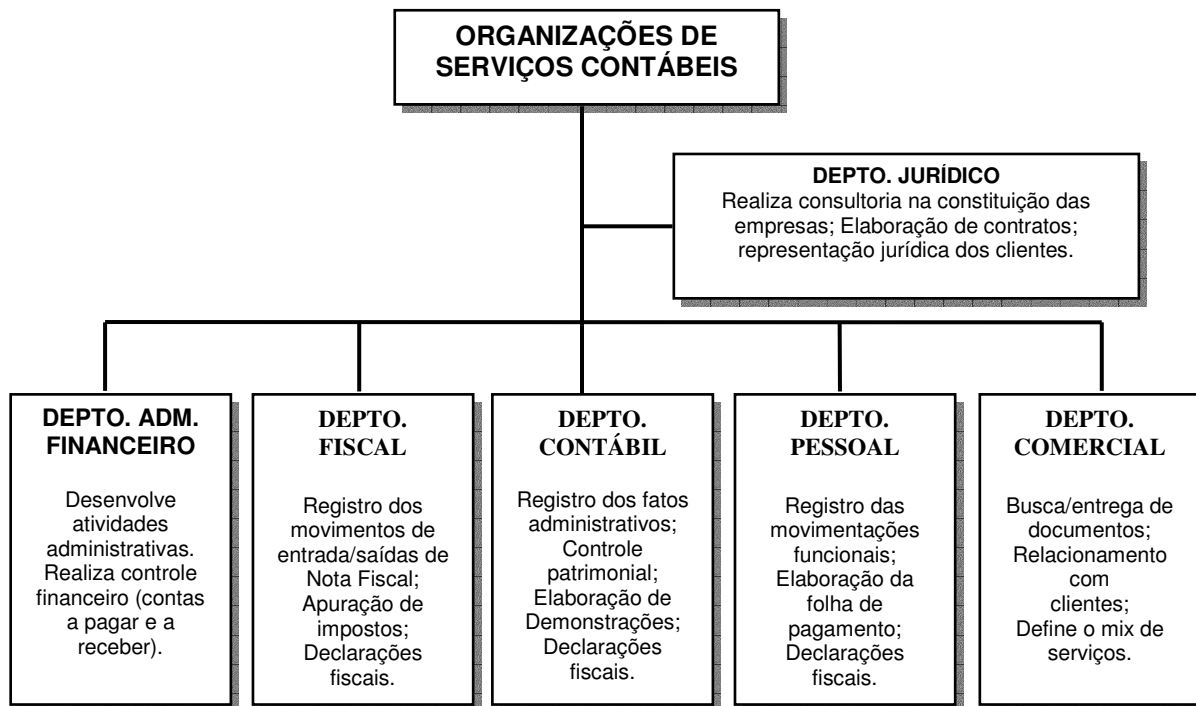 ORGANIZAÇÕES DE
SERVIÇOS CONTÁBEIS
DEPTO. JURÍDICO
Realiza consultoria na constituição das
empresas; Elaboração de contratos;
representação jurídica dos clientes.
DEPTO. ADM.
FINANCEIRO
Desenvolve
atividades
administrativas.
Realiza controle
financeiro (contas
a pagar e a
receber).
DEPTO.
FISCAL
Registro dos
movimentos de
entrada/saídas de
Nota Fiscal;
Apuração de
impostos;
Declarações
fiscais.
DEPTO.
CONTÁBIL
Registro dos fatos
administrativos;
Controle
patrimonial;
Elaboração de
Demonstrações;
Declarações
fiscais.
DEPTO.
PESSOAL
Registro das
movimentações
funcionais;
Elaboração da
folha de
pagamento;
Declarações
fiscais.
DEPTO.
COMERCIAL
Busca/entrega de
documentos;
Relacionamento
com
clientes;
Define o mix de
serviços.